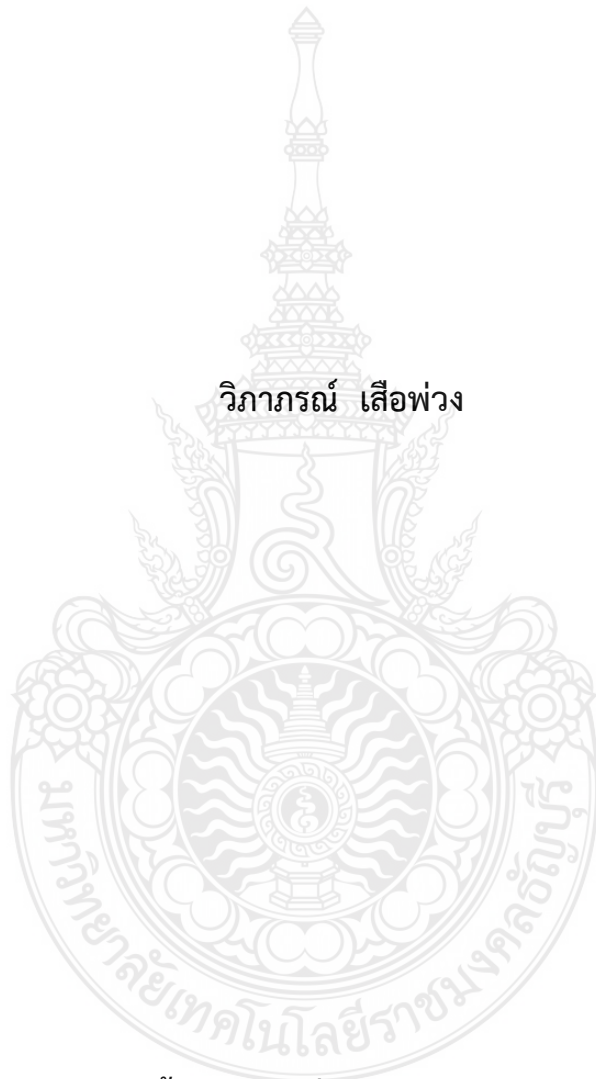 วิภาภรณ์ เสือพ่วง
มหาวิทยาลัยเทคโนโลยีราชมงคลธัญบุรี